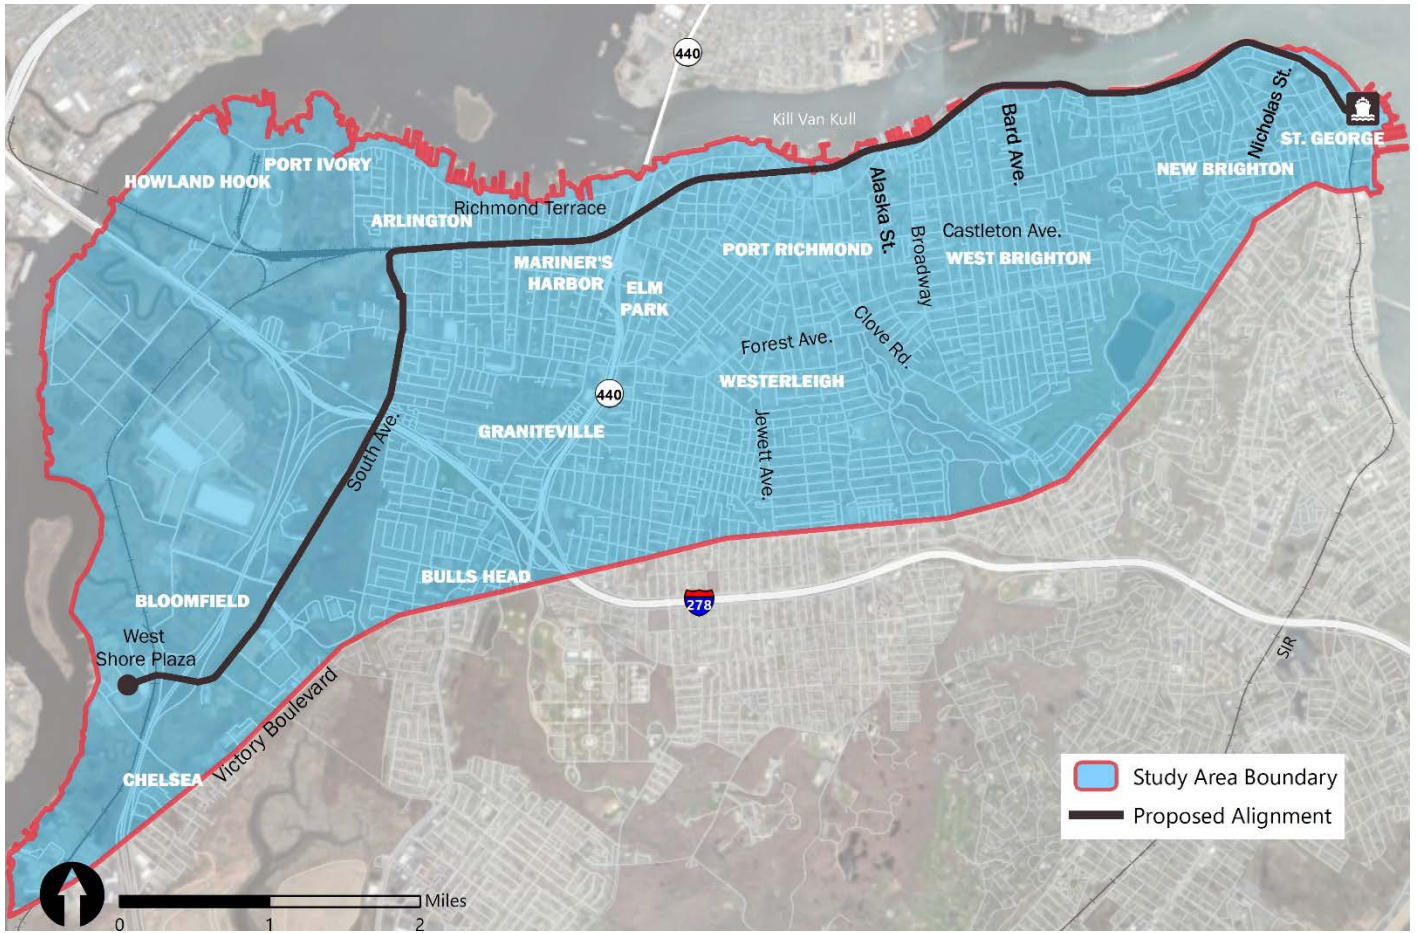 440
Kill Van Kull
Nicholas St.
ST. GEORGE
Bard Ave.
NEW BRIGHTON
PORT IVORY
HOWLAND HOOK
ARLINGTON
Richmond Terrace
Alaska St.
Broadway
Castleton Ave.
WEST BRIGHTON
PORT RICHMOND
MARINER'S
HARBOR
ELM
PARK
Forest Ave.
Clove Rd.
WESTERLEIGH
440
GRANITEVILLE
Jewett Ave.
South Ave.
BULLS HEAD
BLOOMFIELD
278
West
Shore Plaza
SIR
Victory Boulevard
CHELSEA
Study Area Boundary
Proposed Alignment
Miles
0 1 2